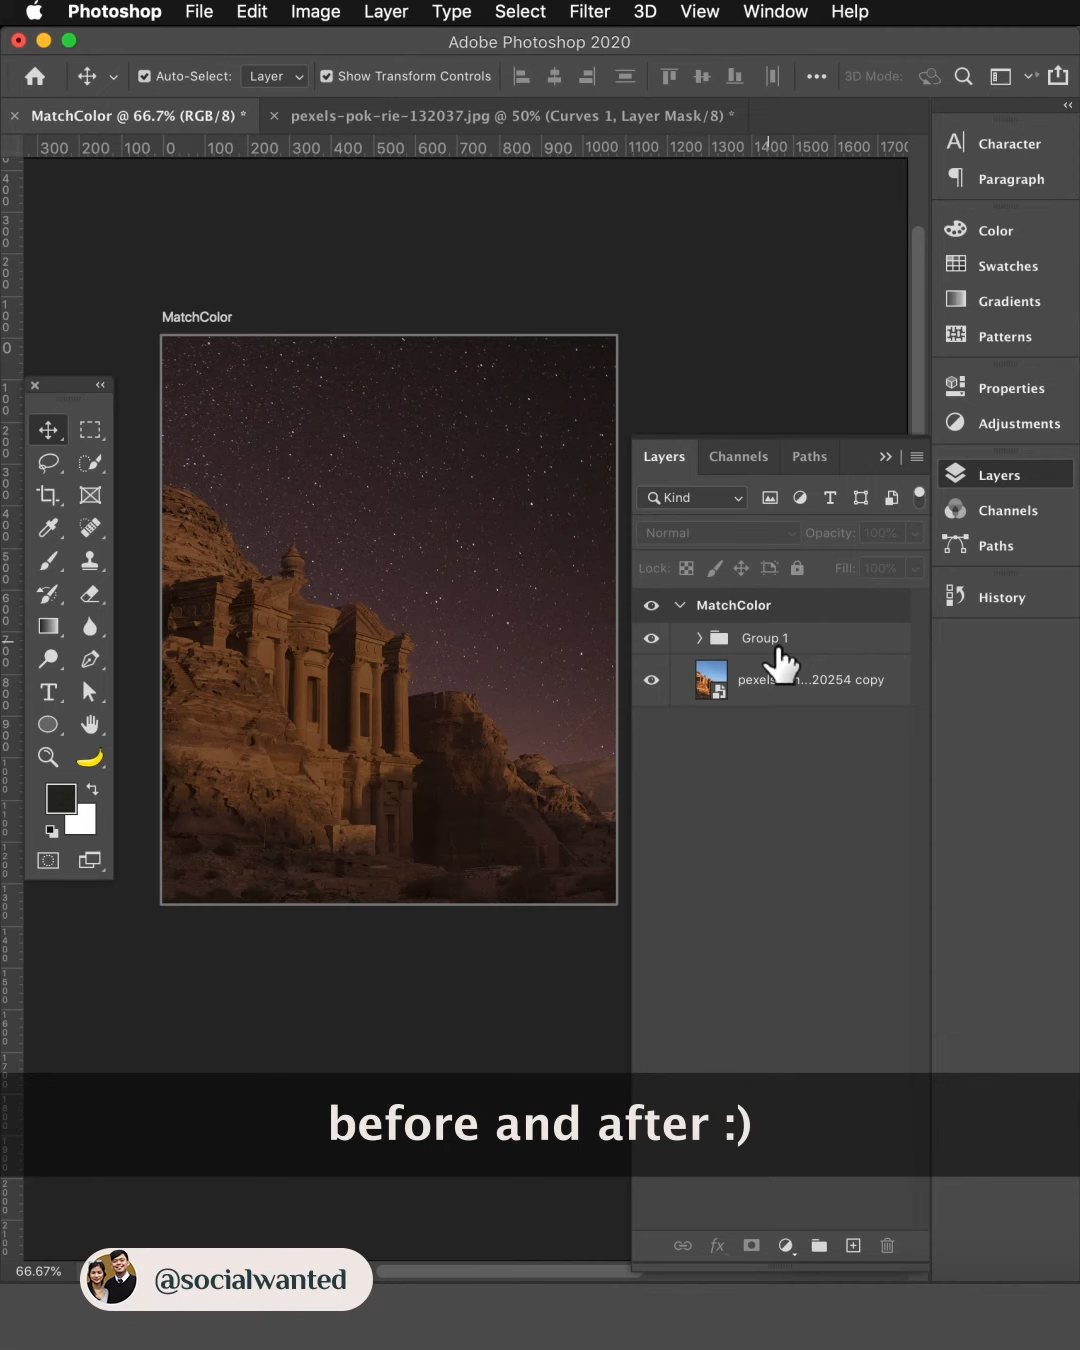 Photoshop File Edit Image Layer Type Select Filter 3D View Window Help
Adobe Photoshop 2020
Auto-Select: Layer Show Transform Controls 3D Mode:
MatchColor @ 66.7% (RGB/8) * pexels-pok-rie-132037.jpg @ 50% (Curves 1, Layer Mask/8) *
300 200 100 0 100 200 300 400 500 600 700 800 900 1000 1100 1200 1300 1400 1500 1600 1700
Character
Paragraph
Color
Swatches
Gradients
Patterns
Properties
Adjustments
Layers
Channels
Paths
History
MatchColor
Layers Channels Paths
Kind
Normal Opacity: 100%
Lock: Fill: 100%
MatchColor
Group 1
20254 copy
before and after :)
66.67%
@socialwanted